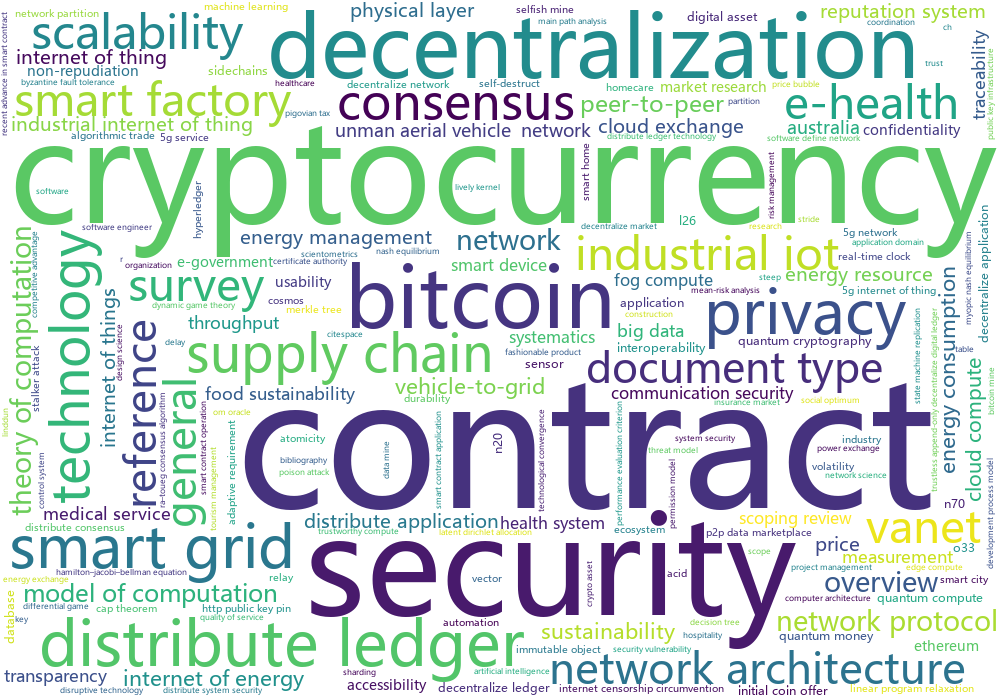 network partition
machine learning
physical layer
selfish mine
main path analysis
digital asset
reputation system
coordination
ch
scalability
decentralization
internet of thing
non-repudiation
sidechains
byzantine fault tolerance
healthcare
decentralize network
self-destruct
homecare
market research
price bubble
trust
traceability
public key infrastructure
recent advance in smart contract
smart factory
pigovian tax
consensus
peer-to-peer
partition
e-health
industrial internet of thing
algorithmic trade
5g service
unman aerial vehicle network
cloud exchange
distribute ledger technology
australia
confidentiality
software define network
cryptocurrency
software
hyperledger
lively kernel
smart home
risk management
l26
stride
research
decentralize market
5g network
application domain
software engineer
energy management
scientometrics
nash equilibrium
network
industrial iot
real-time clock
theory of computation
competitive advantage
technology
r
organization
e-government
certificate authority
smart device
steep
energy resource
survey
usability
cosmos
bitcoin
fog compute
mean-risk analysis
5g internet of thing
dynamic game theory
merkle tree
application
construction
privacy
myopic nash equilibrium
decentralize application
energy consumption
internet of things
design science
stalker attack
reference
delay
throughput
citespace
systematics
big data
quantum cryptography
state machine replication
table
supply chain
fashionable product
interoperability
sensor
document type
general
food sustainability
vehicle-to-grid
durability
communication security
insurance market
social optimum
cloud compute
bitcoin mine
trustless append-only decentralize digital ledger
linddun
control system
ra-toueg consensus algorithm
smart contract operation
tourism management
adaptive requirement
om oracle
contract
atomicity
bibliography
poison attack
data mine
smart contract application
n20
technological convergence
performance evaluation criterion
system security
threat model
permission model
industry
power exchange
volatility
network science
n70
development process model
medical service
distribute consensus
distribute application
health system
trustworthy compute
latent dirichlet allocation
ecosystem
p2p data marketplace
scoping review
vanet
smart grid
security
scope
price
o33
measurement
edge compute
energy exchange
hamilton–jacobi–bellman equation
relay
vector
crypto asset
acid
project management
overview
smart city
model of computation
computer architecture
quantum compute
database
key
differential game
cap theorem
http public key pin
quality of service
automation
decision tree
network protocol
distribute ledger
sustainability
hospitality
quantum money
immutable object
security vulnerability
ethereum
transparency
internet of energy
sharding
accessibility
artificial intelligence
network architecture
disruptive technology
distribute system security
decentralize ledger
internet censorship circumvention
initial coin offer
linear program relaxation